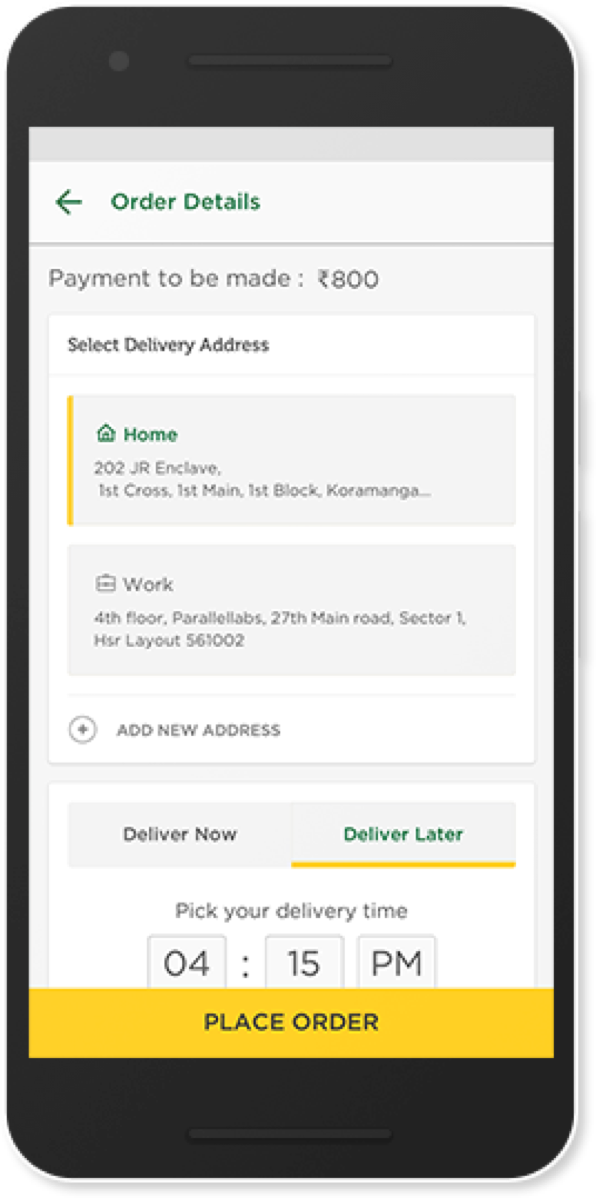 Order Details
Payment to be made : ₹800
Select Delivery Address
Home
202 JR Enclave,
1st Cross, 1st Main, 1st Block, Koramanga...
Work
4th floor, Parallellabs, 27th Main road, Sector 1,
Hsr Layout 561002
ADD NEW ADDRESS
Deliver Now Deliver Later
Pick your delivery time
04 : 15 PM
PLACE ORDER